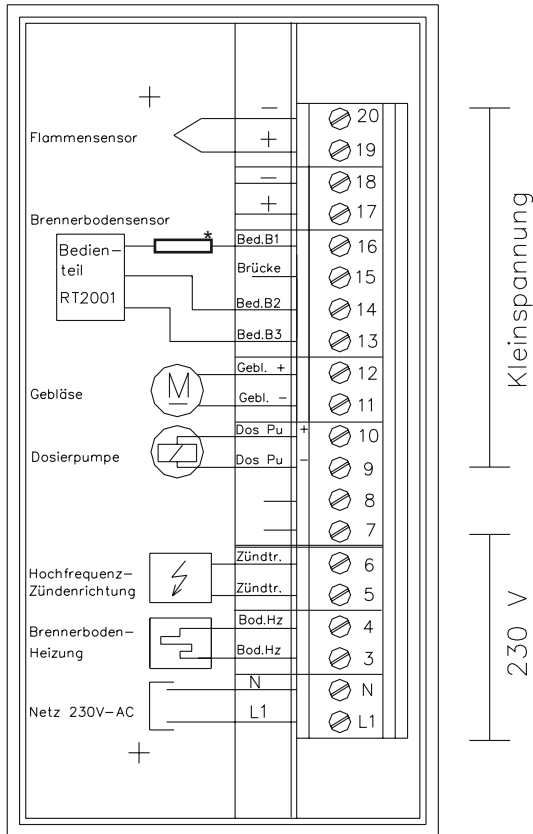 − 20
Flammensensor + 19
− 18
+ 17
Brennerbodensensor
* Bed.B1 16
Bedien−
teil
RT2001
Brücke 15
Bed.B2 14
Bed.B3 13
Gebl. + 12
Gebläse M
Gebl. − 11
Dos Pu + 10
Dosierpumpe Dos Pu − 9
8
7
Zündtr. 6
Hochfrequenz−
Zündenrichtung
Zündtr. 5
Bod.Hz 4
Brennerboden−
Heizung
Bod.Hz 3
N N
Netz 230V−AC L1 L1
Kleinspannung
230 V